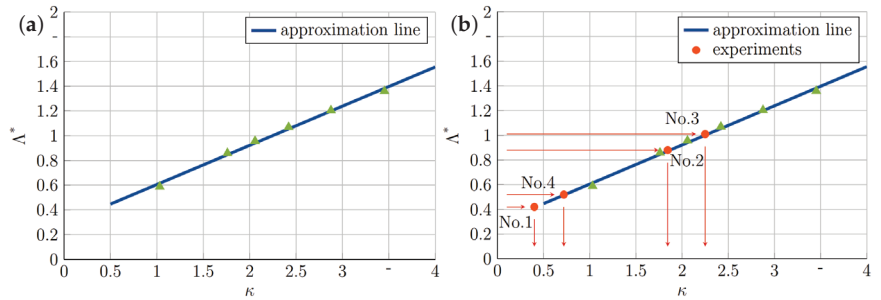 (a)
2
-
1.6
1.4
1.2
1
0.8
0.6
0.4
0.2
0
Λ*
approximation line
0 0.5 1 1.5 2 2.5 3 - 4
κ
(b)
2
-
1.6
1.4
1.2
1
0.8
0.6
0.4
0.2
0
Λ*
approximation line
experiments
No.3
No.2
No.4
No.1
0 0.5 1 1.5 2 2.5 3 - 4
κ